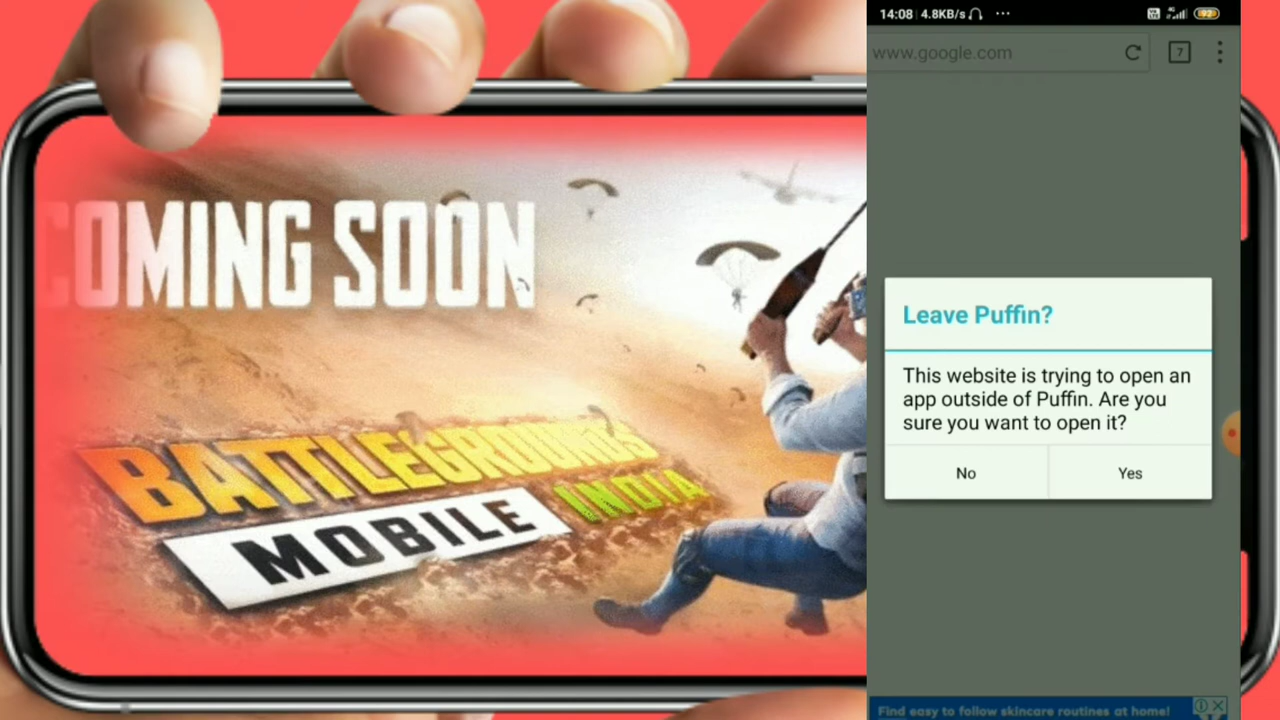 COMING SOON
BATTLEGROUNDS
MOBILE INDIA
14:08 4.8KB/s ... 92
www.google.com 7
Leave Puffin?
This website is trying to open an
app outside of Puffin. Are you
sure you want to open it?
No Yes
Find easy to follow skincare routines at home!